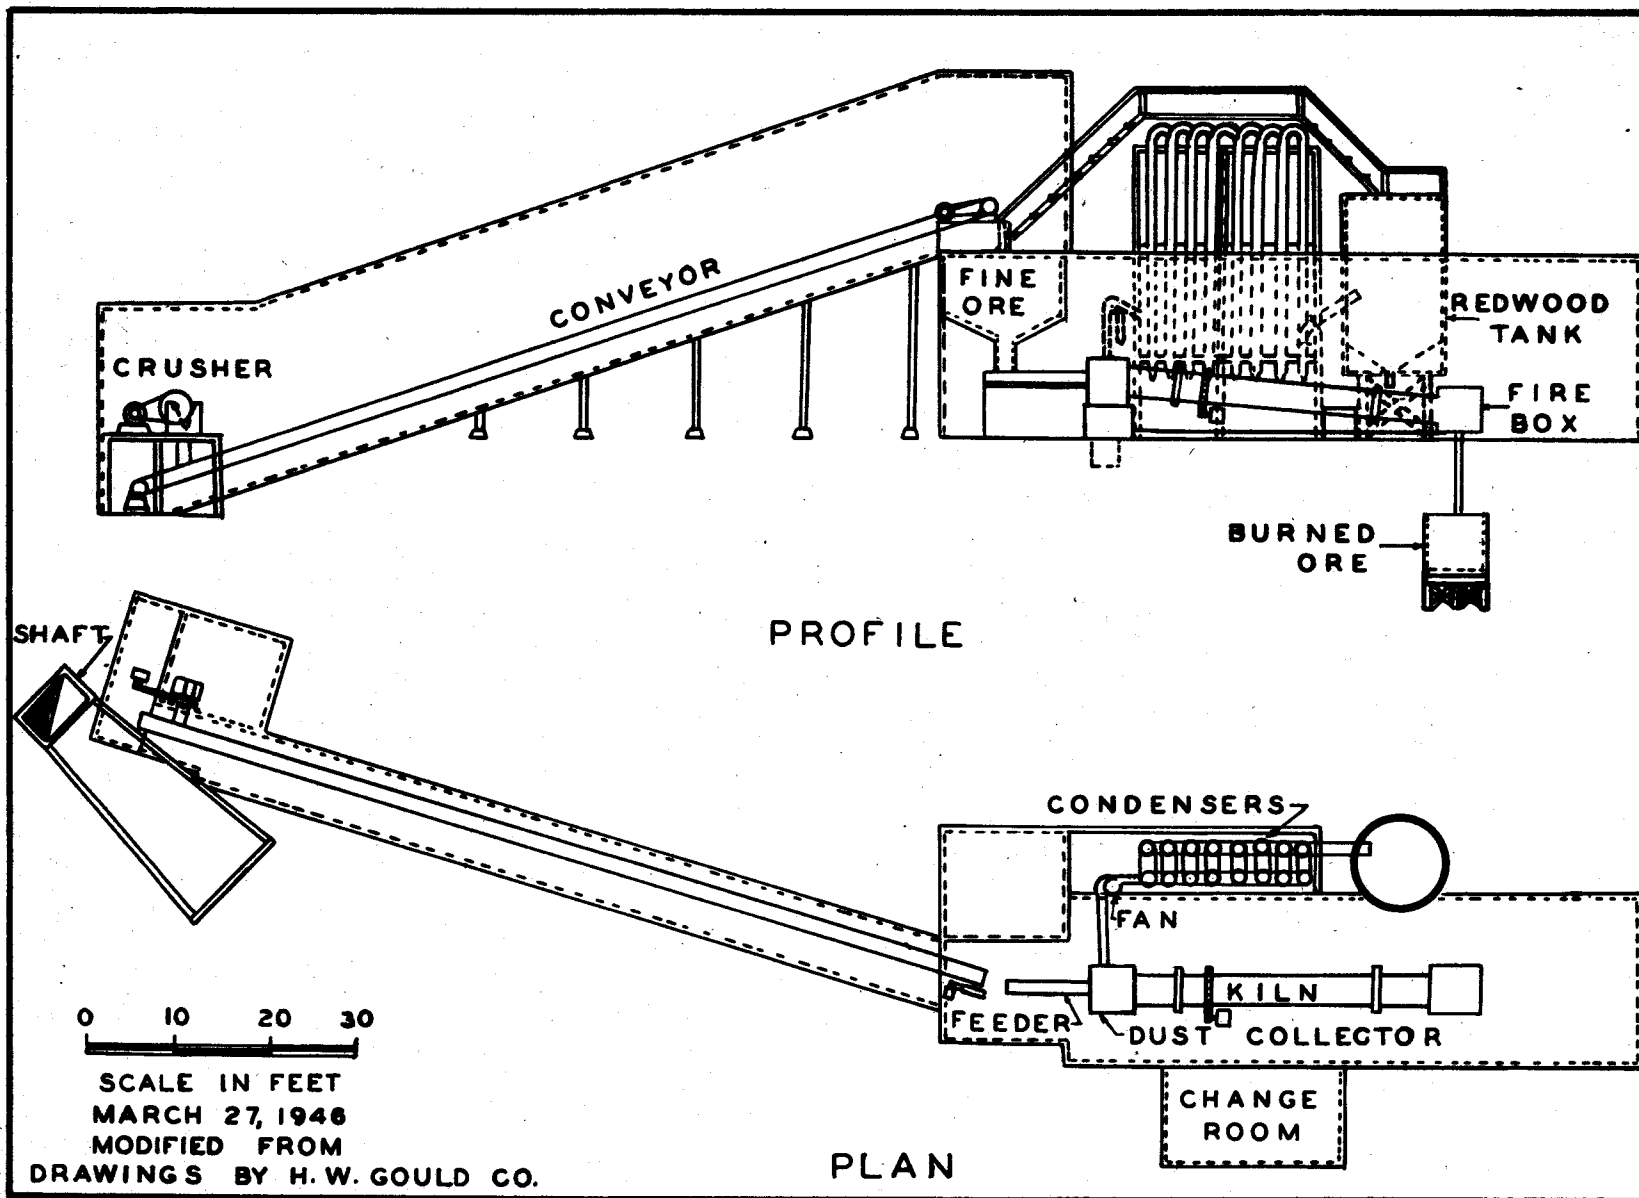 CONVEYOR
CRUSHER
FINE
ORE
REDWOOD
TANK
FIRE
BOX
BURNED
ORE
PROFILE
SHAFT
CONDENSERS
FAN
KILN
FEEDER
DUST COLLECTOR
CHANGE
ROOM
0 10 20 30
SCALE IN FEET
MARCH 27, 1946
MODIFIED FROM
DRAWINGS BY H. W. GOULD CO.
PLAN